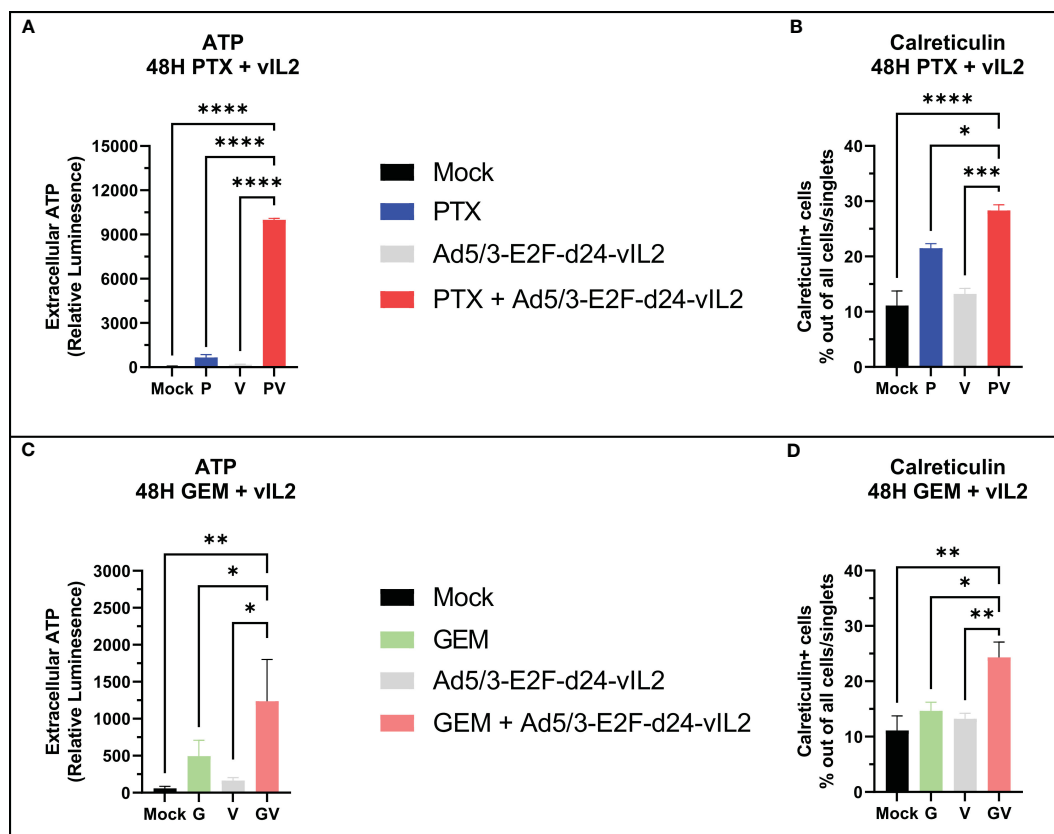 A
ATP
48H PTX + vIL2
****
****
****
15000
12000
9000
6000
3000
0
Extracellular ATP
(Relative Luminesence)
Mock P V PV
Mock
PTX
Ad5/3-E2F-d24-vIL2
PTX + Ad5/3-E2F-d24-vIL2
B
Calreticulin
48H PTX + vIL2
****
*
***
40
30
20
10
0
Calreticulin+ cells
% out of all cells/singlets
Mock P V PV
C
ATP
48H GEM + vIL2
**
*
*
3000
2500
2000
1500
1000
500
0
Extracellular ATP
(Relative Luminesence)
Mock G V GV
Mock
GEM
Ad5/3-E2F-d24-vIL2
GEM + Ad5/3-E2F-d24-vIL2
D
Calreticulin
48H GEM + vIL2
**
*
**
40
30
20
10
0
Calreticulin+ cells
% out of all cells/singlets
Mock G V GV